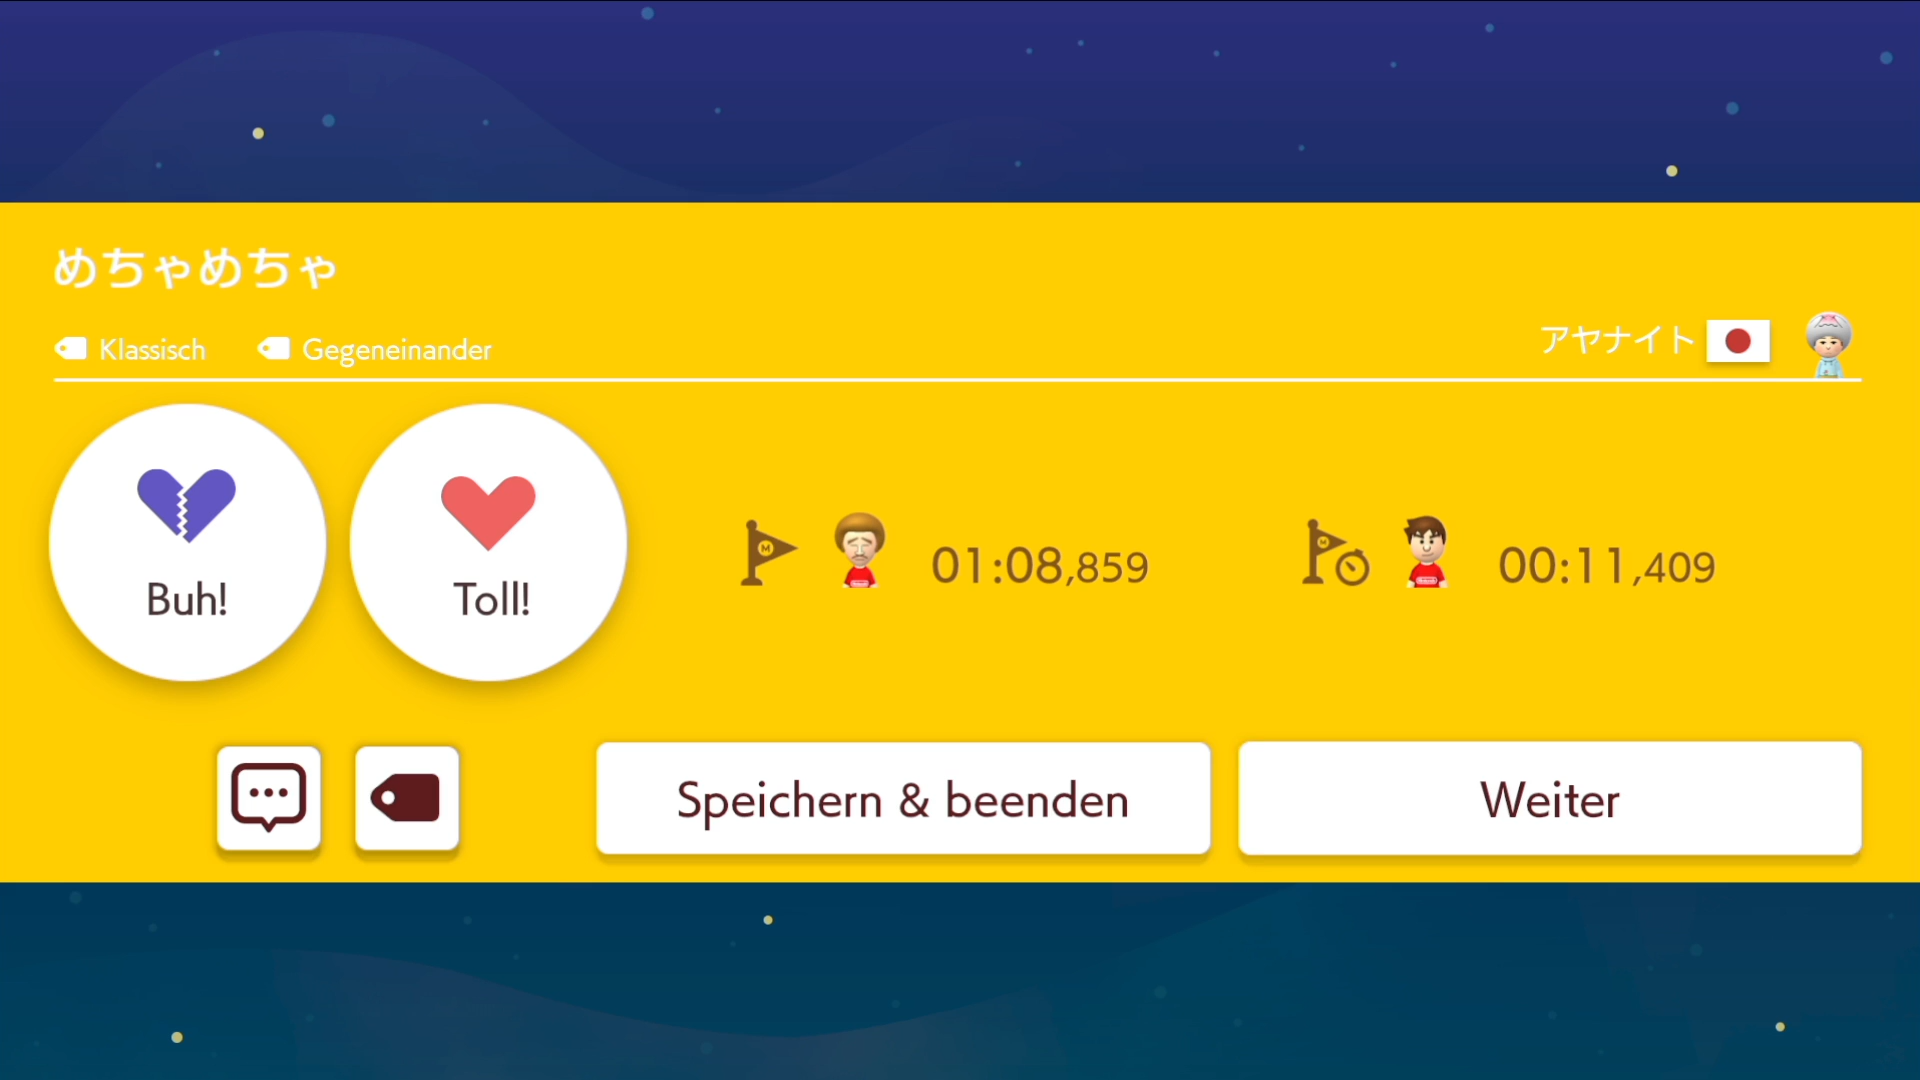 めちゃめちゃ
Klassisch Gegeneinander
アヤナイト
Buh!
Toll!
M
01:08,859
M
00:11,409
Speichern & beenden
Weiter